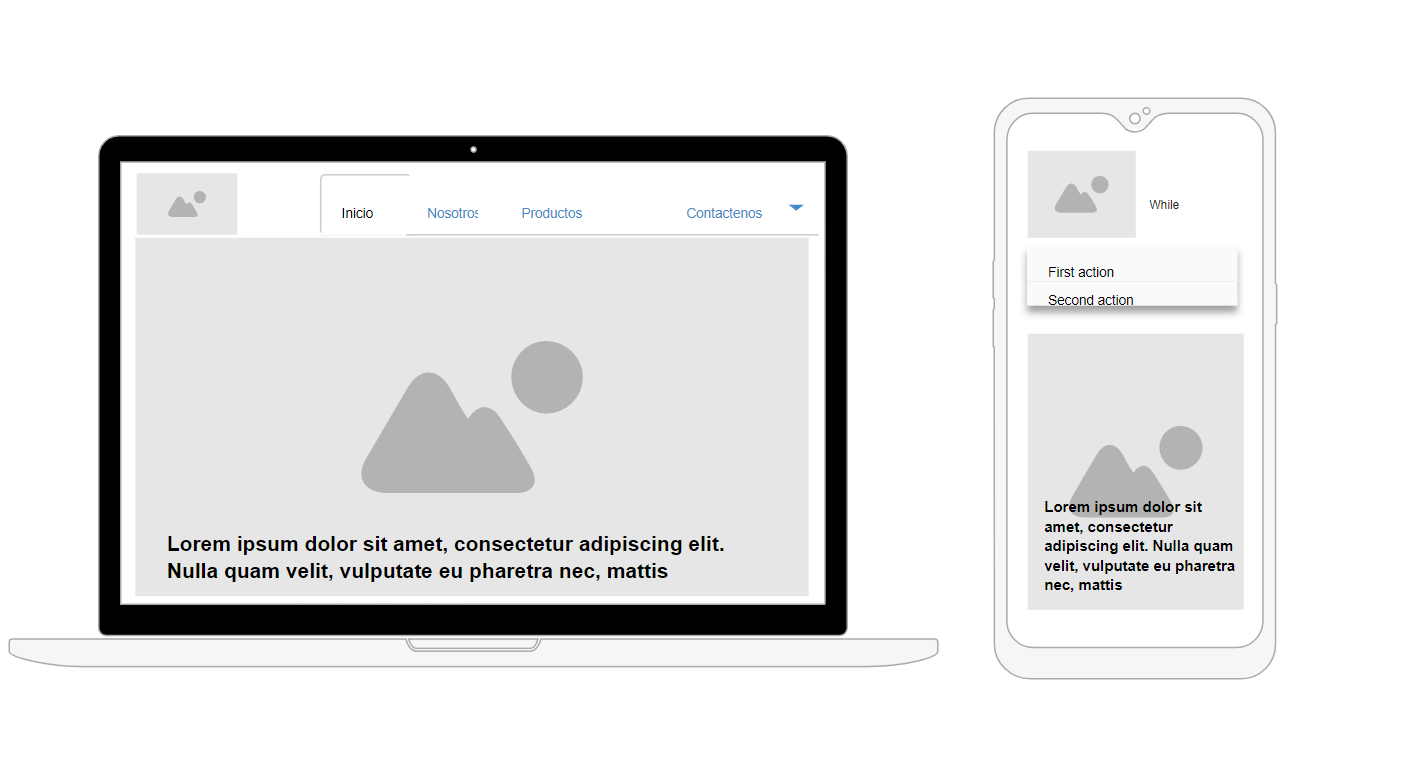 Inicio Nosotros Productos Contactenos
Lorem ipsum dolor sit amet, consectetur adipiscing elit.
Nulla quam velit, vulputate eu pharetra nec, mattis
While
First action
Second action
Lorem ipsum dolor sit
amet, consectetur
adipiscing elit. Nulla quam
velit, vulputate eu pharetra
nec, mattis